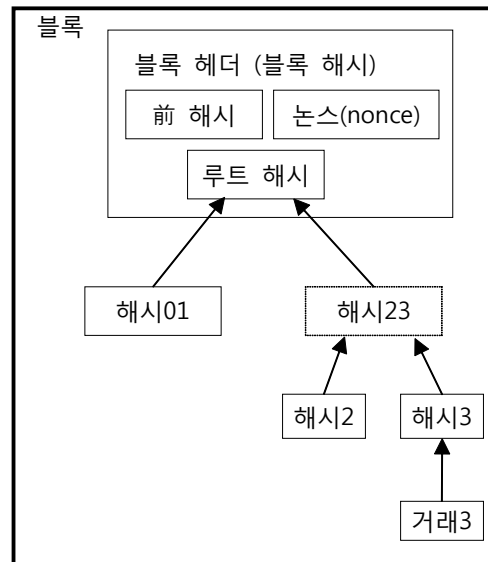 블록
블록 헤더 (블록 해시)
前 해시
논스(nonce)
루트 해시
해시01
해시23
해시2
해시3
거래3